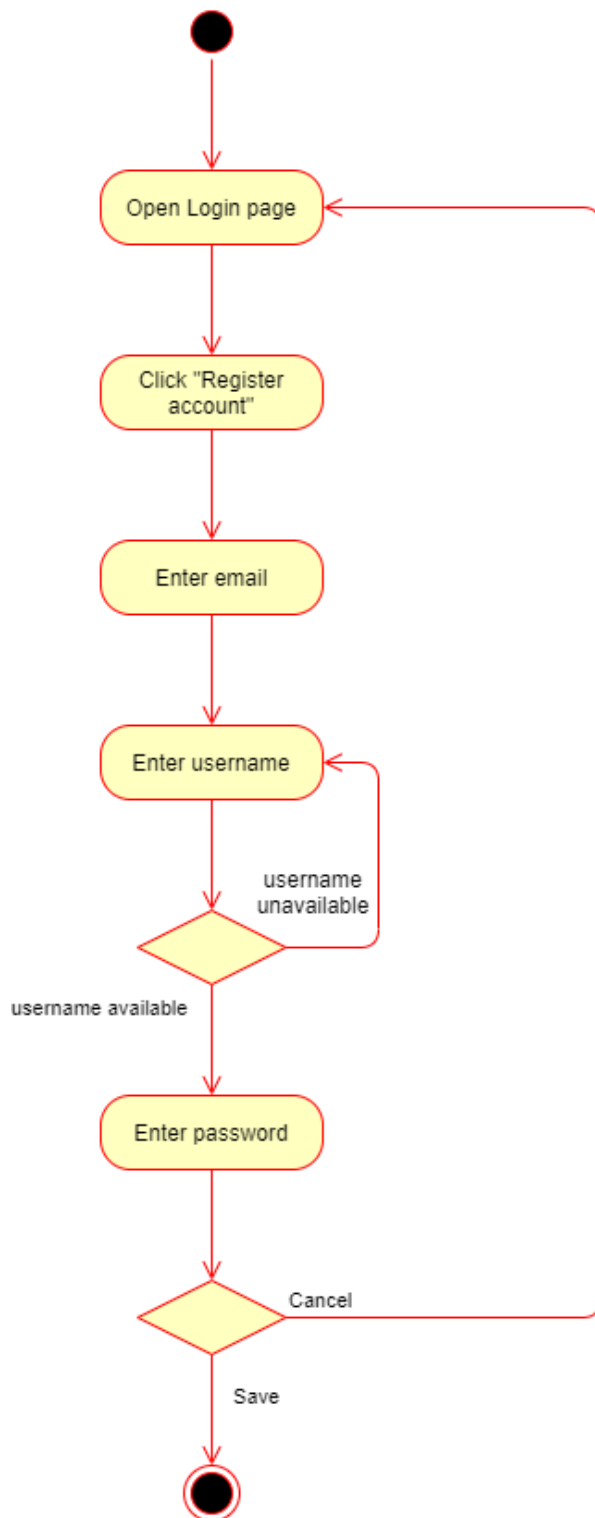 Open Login page
Click "Register
account"
Enter email
Enter username
username
unavailable
username available
Enter password
Cancel
Save